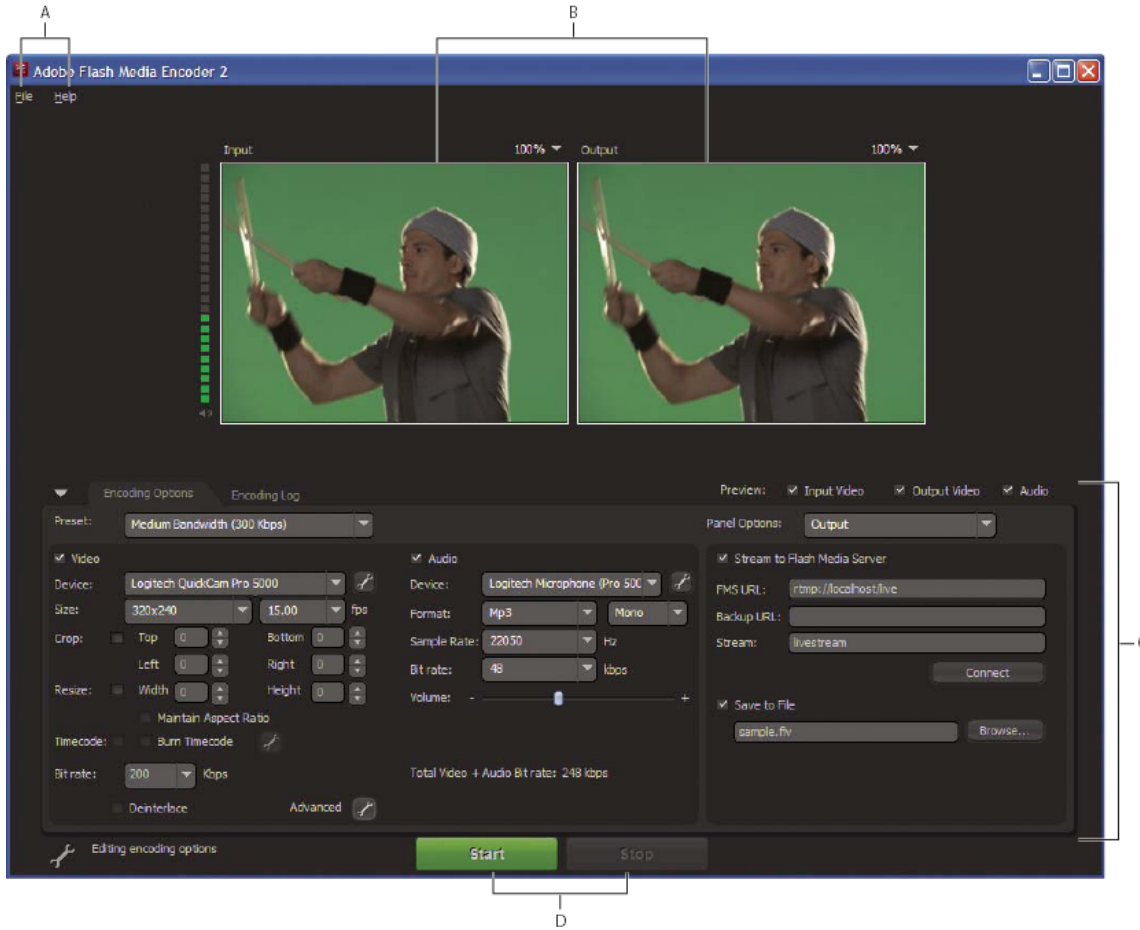 A
B
Adobe Flash Media Encoder 2
File Help
Input 100% Output 100%
Encoding Options Encoding Log
Preview: Input Video Output Video Audio
Preset: Medium Bandwidth (300 Kbps)
Panel Options: Output
Video
Device: Logitech QuickCam Pro 5000
Size: 320x240 15.00 fps
Crop: Top 0 Bottom 0
Left 0 Right 0
Resize: Width 0 Height 0
Maintain Aspect Ratio
Timecode: Burn Timecode
Bit rate: 200 Kbps
Deinterlace Advanced
Audio
Device: Logitech Microphone (Pro 500
Format: Mp3 Mono
Sample Rate: 22050 Hz
Bit rate: 48 kbps
Volume: - +
Total Video + Audio Bit rate: 248 kbps
Stream to Flash Media Server
FMS URL: rtmp://localhost/live
Backup URL:
Stream: livestream
Connect
Save to File
sample.flv Browse...
Editing encoding options
Start Stop
D